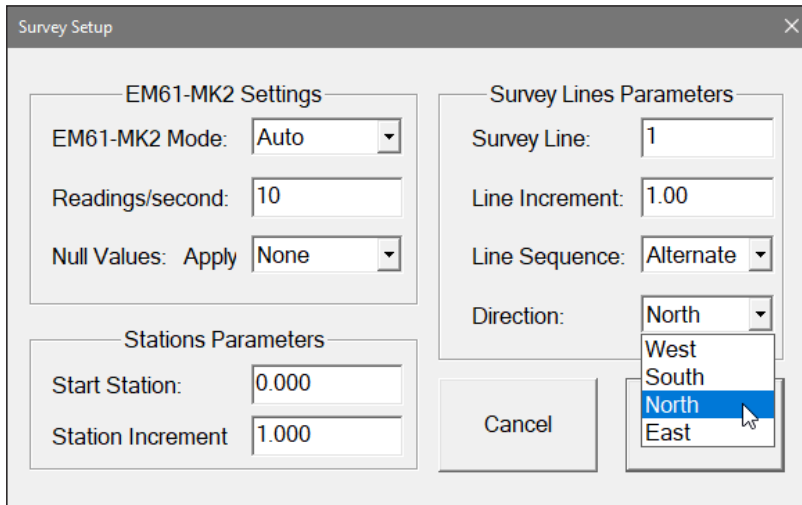 Survey Setup
EM61-MK2 Settings
EM61-MK2 Mode: Auto
Readings/second: 10
Null Values: Apply None
Stations Parameters
Start Station: 0.000
Station Increment 1.000
Survey Lines Parameters
Survey Line: 1
Line Increment: 1.00
Line Sequence: Alternate
Direction: North
West
South
North
East
Cancel